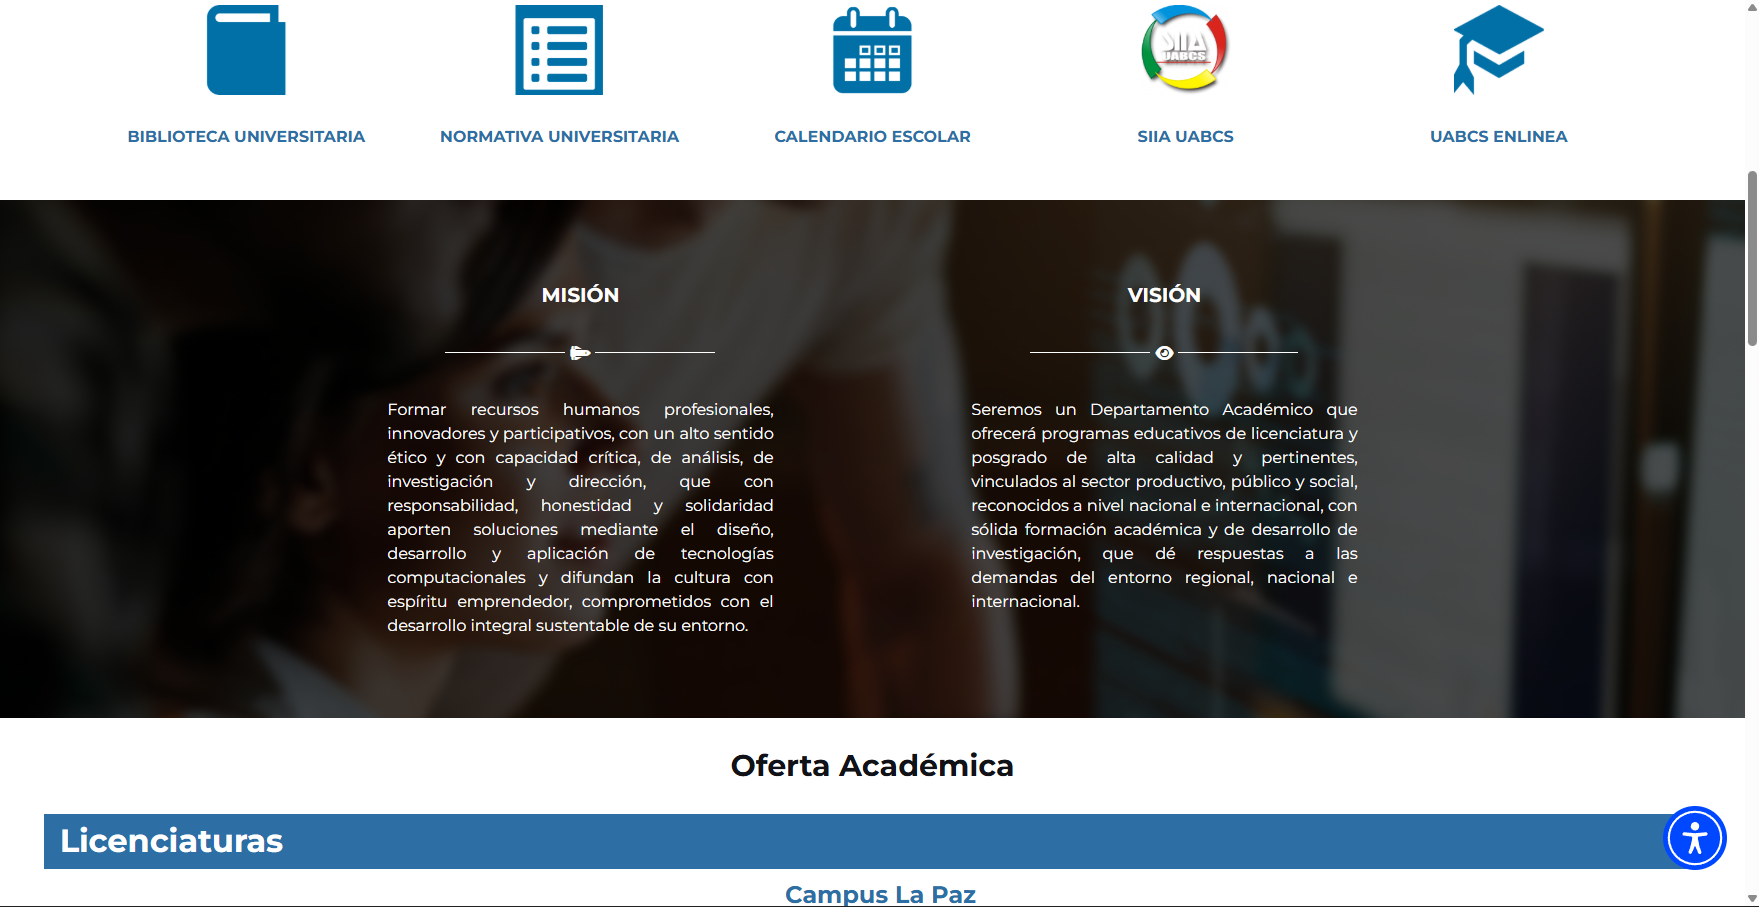 SIIA
UABCS
BIBLIOTECA UNIVERSITARIA
NORMATIVA UNIVERSITARIA
CALENDARIO ESCOLAR
SIIA UABCS
UABCS ENLINEA
MISIÓN
Formar recursos humanos profesionales,
innovadores y participativos, con un alto sentido
ético y con capacidad crítica, de análisis, de
investigación y dirección, que con
responsabilidad, honestidad y solidaridad
aporten soluciones mediante el diseño,
desarrollo y aplicación de tecnologías
computacionales y difundan la cultura con
espíritu emprendedor, comprometidos con el
desarrollo integral sustentable de su entorno.
VISIÓN
Seremos un Departamento Académico que
ofrecerá programas educativos de licenciatura y
posgrado de alta calidad y pertinentes,
vinculados al sector productivo, público y social,
reconocidos a nivel nacional e internacional, con
sólida formación académica y de desarrollo de
investigación, que dé respuestas a las
demandas del entorno regional, nacional e
internacional.
Oferta Académica
Licenciaturas
Campus La Paz